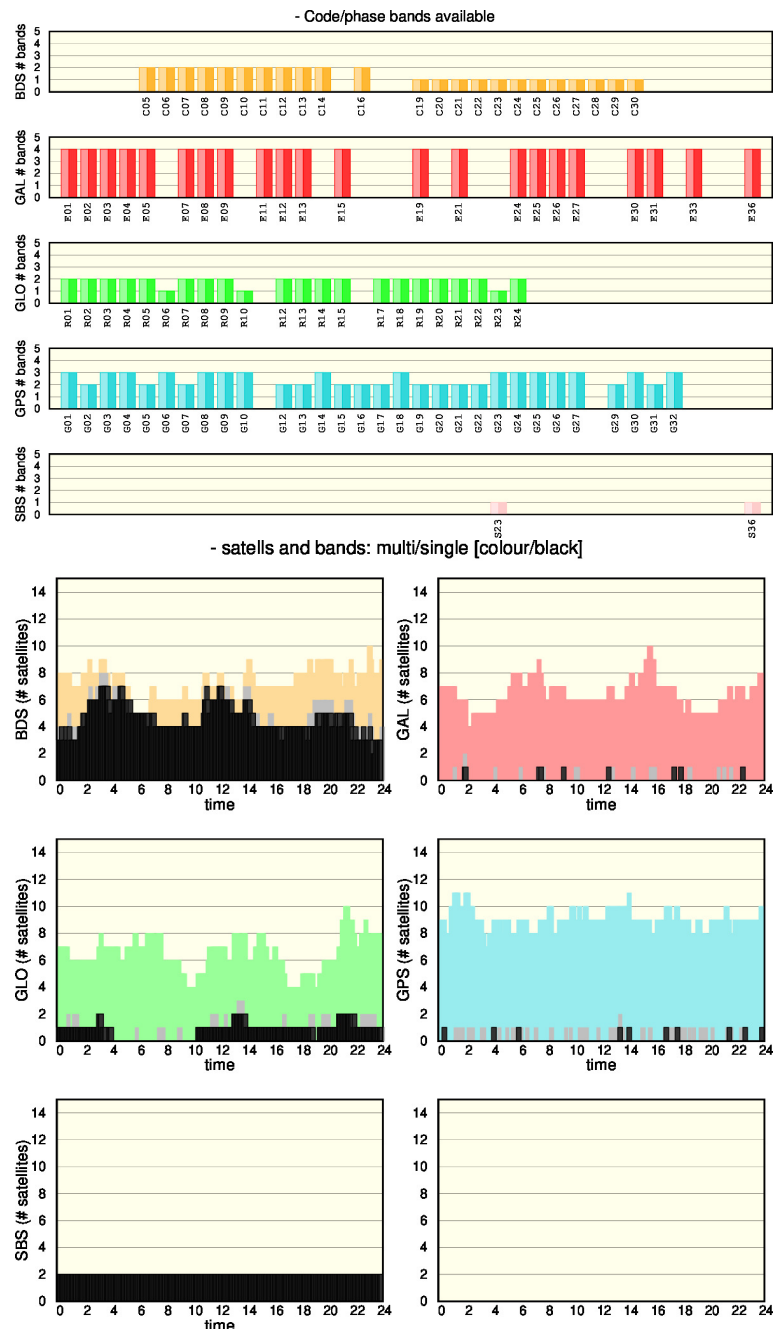 - Code/phase bands available
BDS # bands
5
4
3
2
1
0
C05 C06 C07 C08 C09 C10 C11 C12 C13 C14 C16 C19 C20 C21 C22 C23 C24 C25 C26 C27 C28 C29 C30
GAL # bands
5
4
3
2
1
0
E01 E02 E03 E04 E05 E07 E08 E09 E11 E12 E13 E15 E19 E21 E24 E25 E26 E27 E30 E31 E33 E36
GLO # bands
5
4
3
2
1
0
R01 R02 R03 R04 R05 R06 R07 R08 R09 R10 R12 R13 R14 R15 R17 R18 R19 R20 R21 R22 R23 R24
GPS # bands
5
4
3
2
1
0
G01 G02 G03 G04 G05 G06 G07 G08 G09 G10 G12 G13 G14 G15 G16 G17 G18 G19 G20 G21 G22 G23 G24 G25 G26 G27 G29 G30 G31 G32
SBS # bands
5
4
3
2
1
0
S23 S36
- satells and bands: multi/single [colour/black]
BDS (# satellites)
14
12
10
8
6
4
2
0
0 2 4 6 8 10 12 14 16 18 20 22 24
time
GAL (# satellites)
14
12
10
8
6
4
2
0
0 2 4 6 8 10 12 14 16 18 20 22 24
time
GLO (# satellites)
14
12
10
8
6
4
2
0
0 2 4 6 8 10 12 14 16 18 20 22 24
time
GPS (# satellites)
14
12
10
8
6
4
2
0
0 2 4 6 8 10 12 14 16 18 20 22 24
time
SBS (# satellites)
14
12
10
8
6
4
2
0
0 2 4 6 8 10 12 14 16 18 20 22 24
time
14
12
10
8
6
4
2
0
0 2 4 6 8 10 12 14 16 18 20 22 24